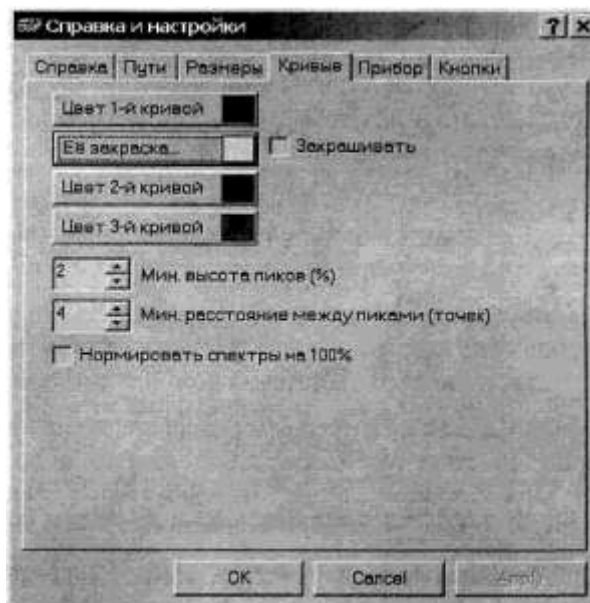 Справка и настройки
Справка Пути Размеры Кривые Прибор Кнопки
Цвет 1-й кривой
Её закраска... Закрашивать
Цвет 2-й кривой
Цвет 3-й кривой
2 Мин. высота пиков (%)
4 Мин. расстояние между пиками (точек)
Нормировать спектры на 100%
OK Cancel Apply